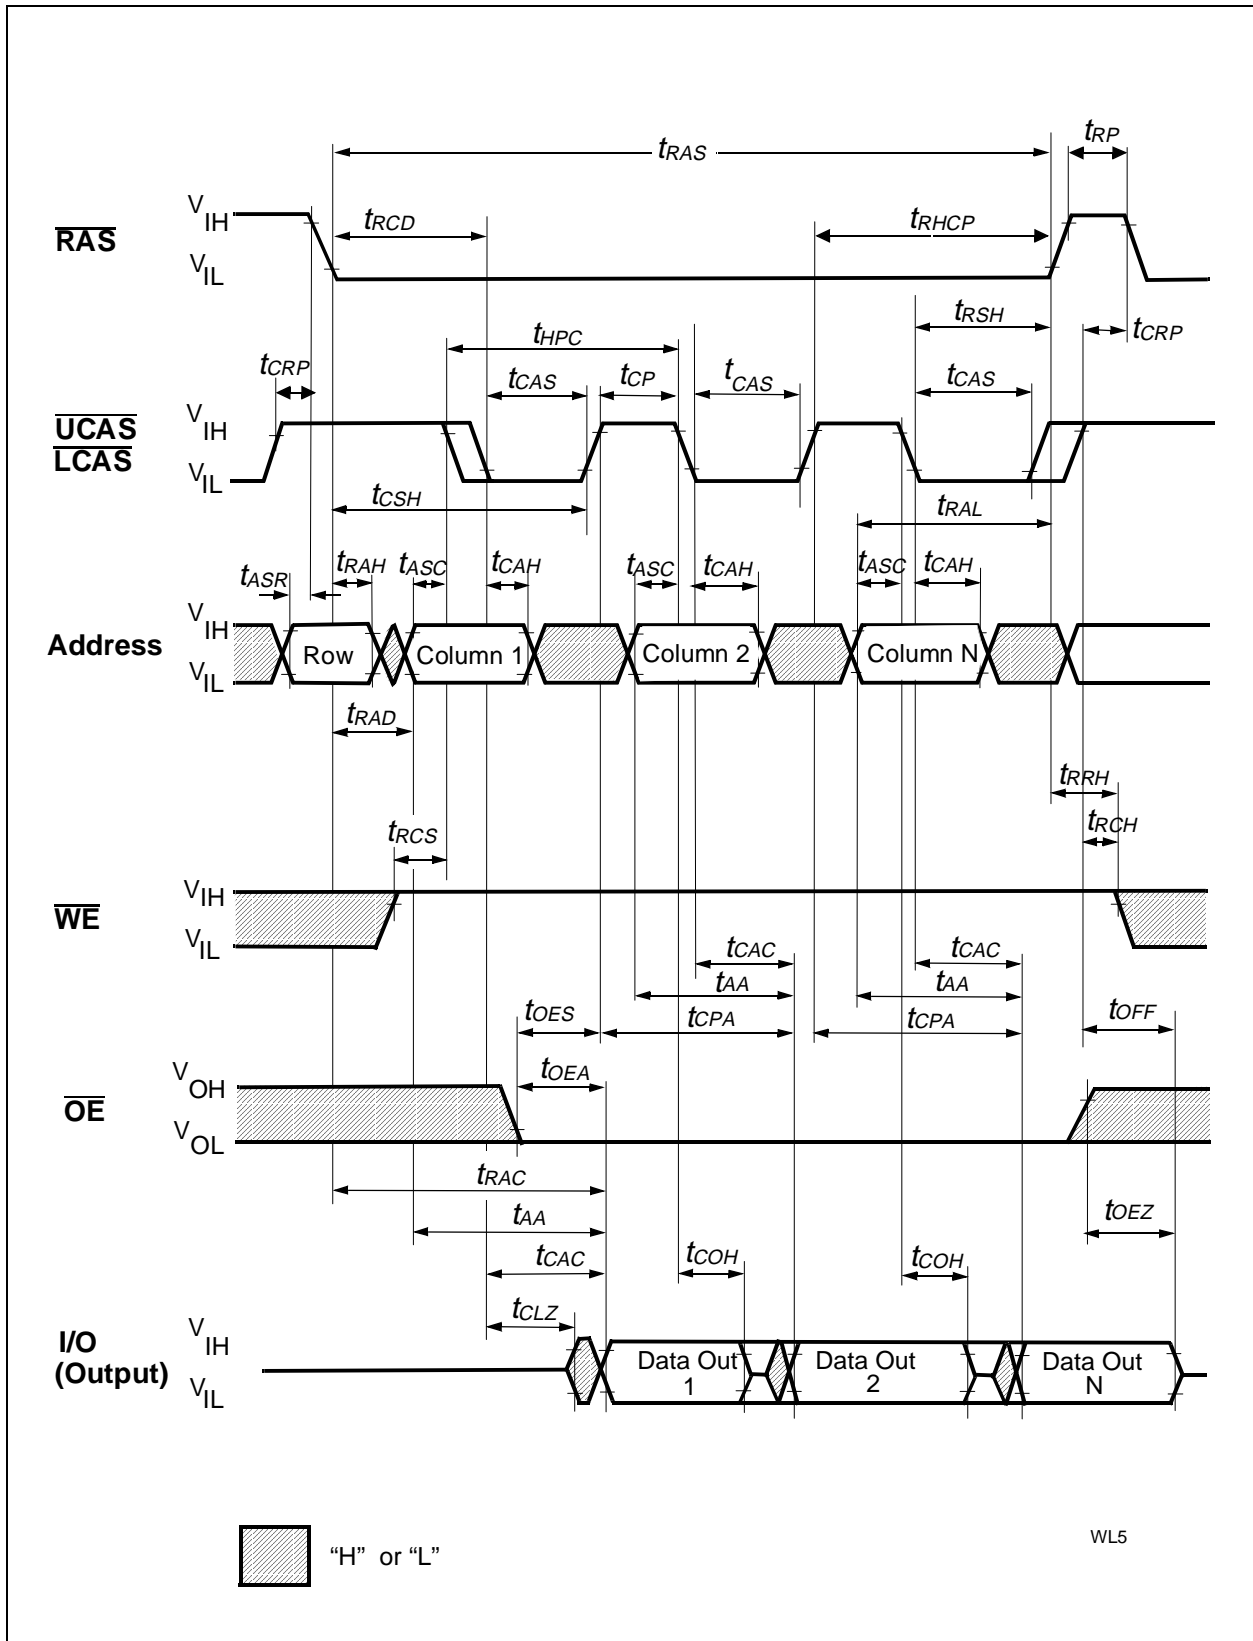 tRAS
tRP
VIH
RAS
VIL
tRCD
tRHCP
tRSH
tCRP
tHPC
tCRP
tCAS
tCP
tCAS
tCAS
UCAS
LCAS
VIH
VIL
tCSH
tRAL
tASR
tRAH
tASC
tCAH
tASC
tCAH
tASC
tCAH
Address
VIH
VIL
Row
Column 1
Column 2
Column N
tRAD
tRRH
tRCH
tRCS
WE
VIH
VIL
tCAC
tCAC
tAA
tAA
tOES
tCPA
tCPA
tOFF
tOEA
OE
VOH
VOL
tRAC
tAA
tOEZ
tCAC
tCOH
tCOH
tCLZ
I/O
(Output)
VIH
VIL
Data Out
1
Data Out
2
Data Out
N
"H" or "L"
WL5